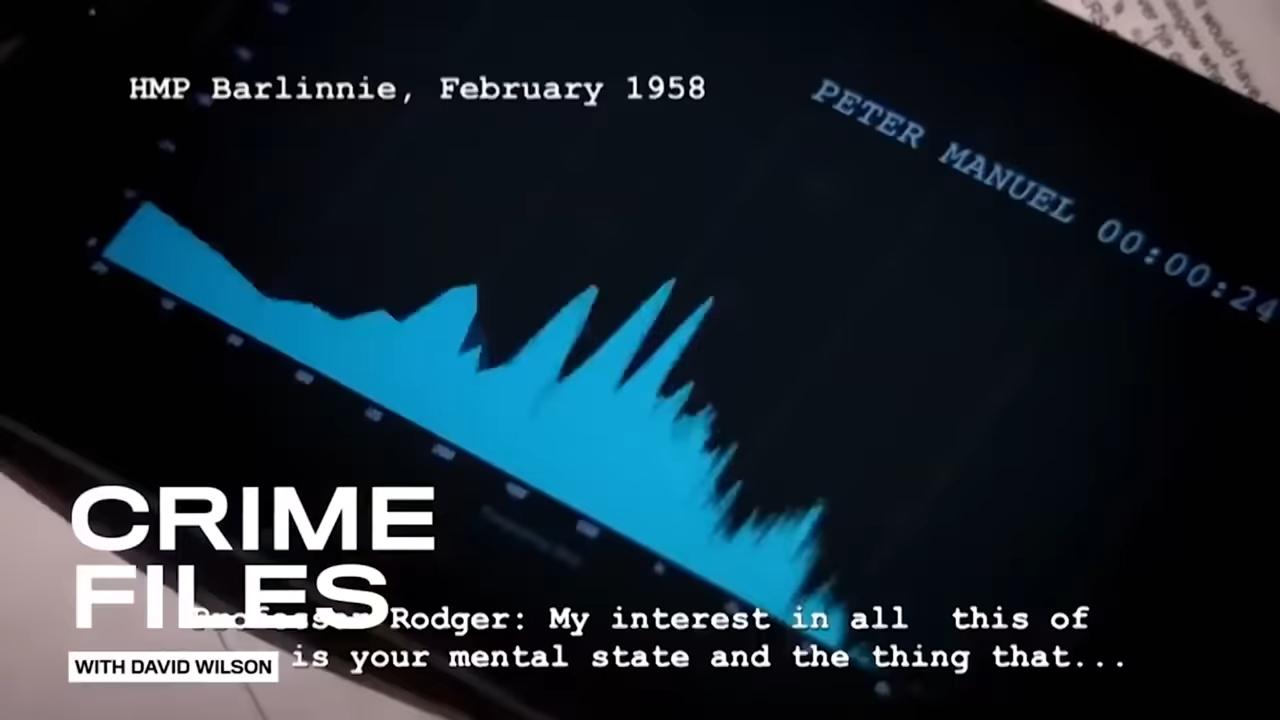 HMP Barlinnie, February 1958
PETER MANUEL 00:00:24
CRIME
FILES
Professor Rodger: My interest in all this of
is your mental state and the thing that...
WITH DAVID WILSON